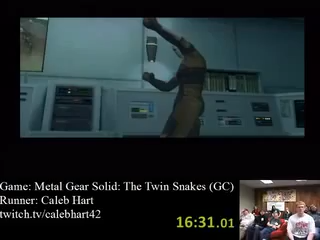 Game: Metal Gear Solid: The Twin Snakes (GC)
Runner: Caleb Hart
twitch.tv/calebhart42
16:31.01